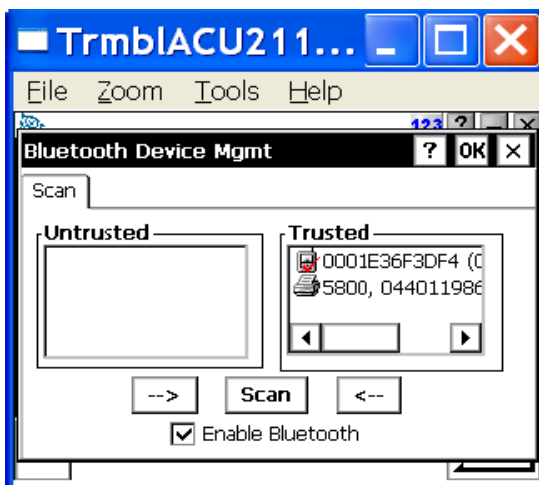 TrmblACU211...
File Zoom Tools Help
123 ?
Bluetooth Device Mgmt ? OK ×
Scan
Untrusted
Trusted
0001E36F3DF4 (
5800, 044011986
--> Scan <--
Enable Bluetooth